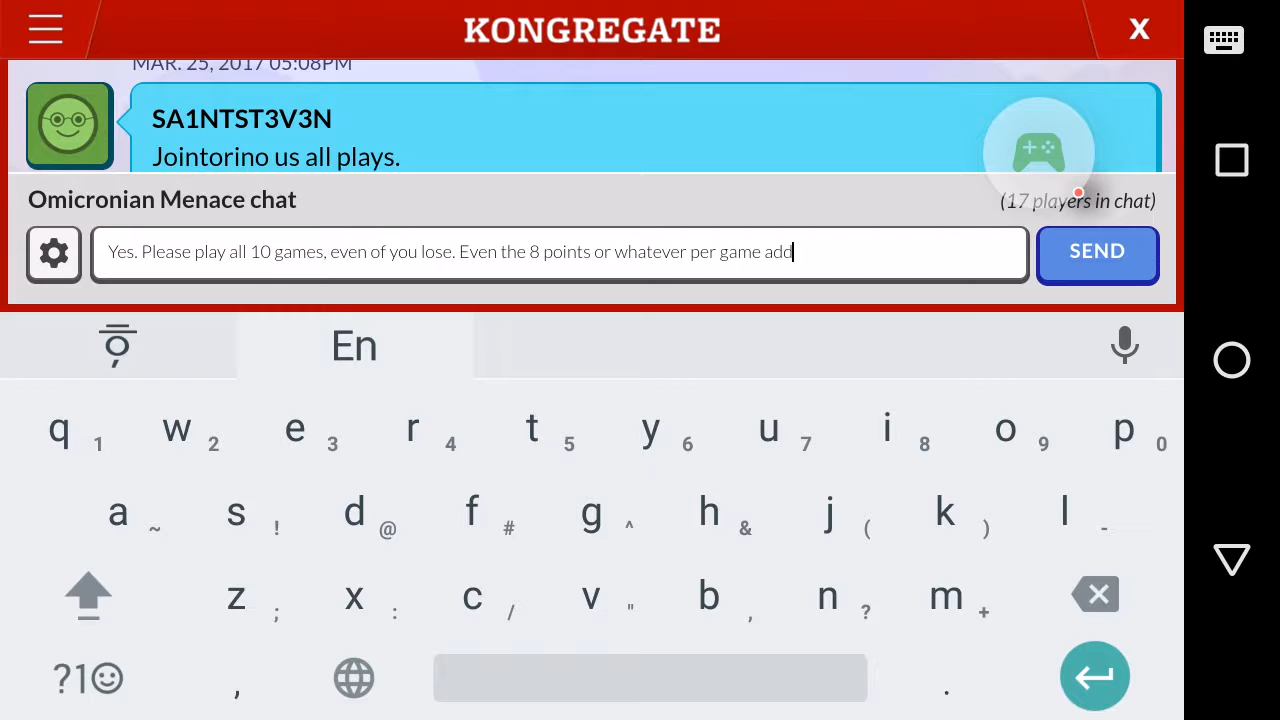 KONGREGATE
X
MAR. 25, 2017 05:08PM
SA1NTST3V3N
Jointorino us all plays.
Omicronian Menace chat
(17 players in chat)
Yes. Please play all 10 games, even of you lose. Even the 8 points or whatever per game add
SEND
En
q 1 w 2 e 3 r 4 t 5 y 6 u 7 i 8 o 9 p 0
a ~ s ! d @ f # g ^ h & j ( k ) l -
z ; x : c / v " b , n ? m +
?1☺ , .